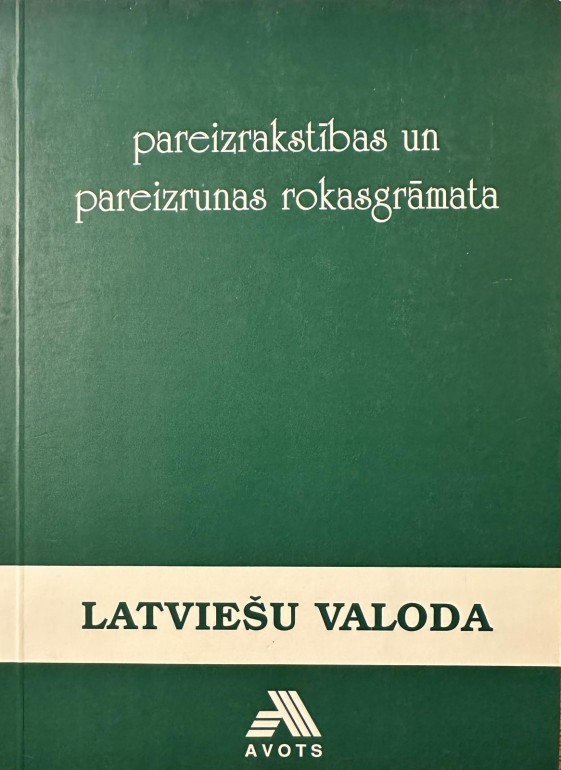 pareizrakstības un
pareizrunas rokasgrāmata
LATVIEŠU VALODA
AVOTS